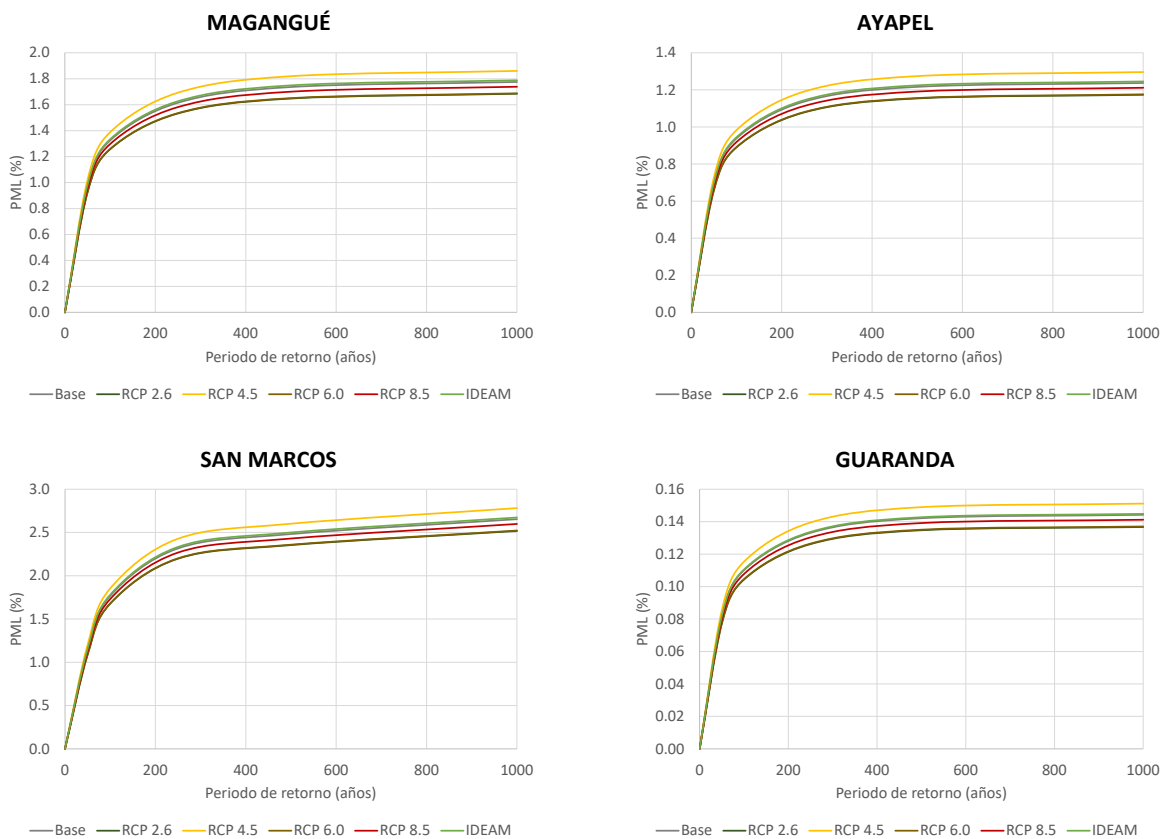 MAGANGUÉ
2.0
1.8
1.6
1.4
1.2
1.0
0.8
0.6
0.4
0.2
0.0
PML (%)
0 200 400 600 800 1000
Periodo de retorno (años)
Base RCP 2.6 RCP 4.5 RCP 6.0 RCP 8.5 IDEAM
AYAPEL
1.4
1.2
1.0
0.8
0.6
0.4
0.2
0.0
PML (%)
0 200 400 600 800 1000
Periodo de retorno (años)
Base RCP 2.6 RCP 4.5 RCP 6.0 RCP 8.5 IDEAM
SAN MARCOS
3.0
2.5
2.0
1.5
1.0
0.5
0.0
PML (%)
0 200 400 600 800 1000
Periodo de retorno (años)
Base RCP 2.6 RCP 4.5 RCP 6.0 RCP 8.5 IDEAM
GUARANDA
0.16
0.14
0.12
0.10
0.08
0.06
0.04
0.02
0.00
PML (%)
0 200 400 600 800 1000
Periodo de retorno (años)
Base RCP 2.6 RCP 4.5 RCP 6.0 RCP 8.5 IDEAM